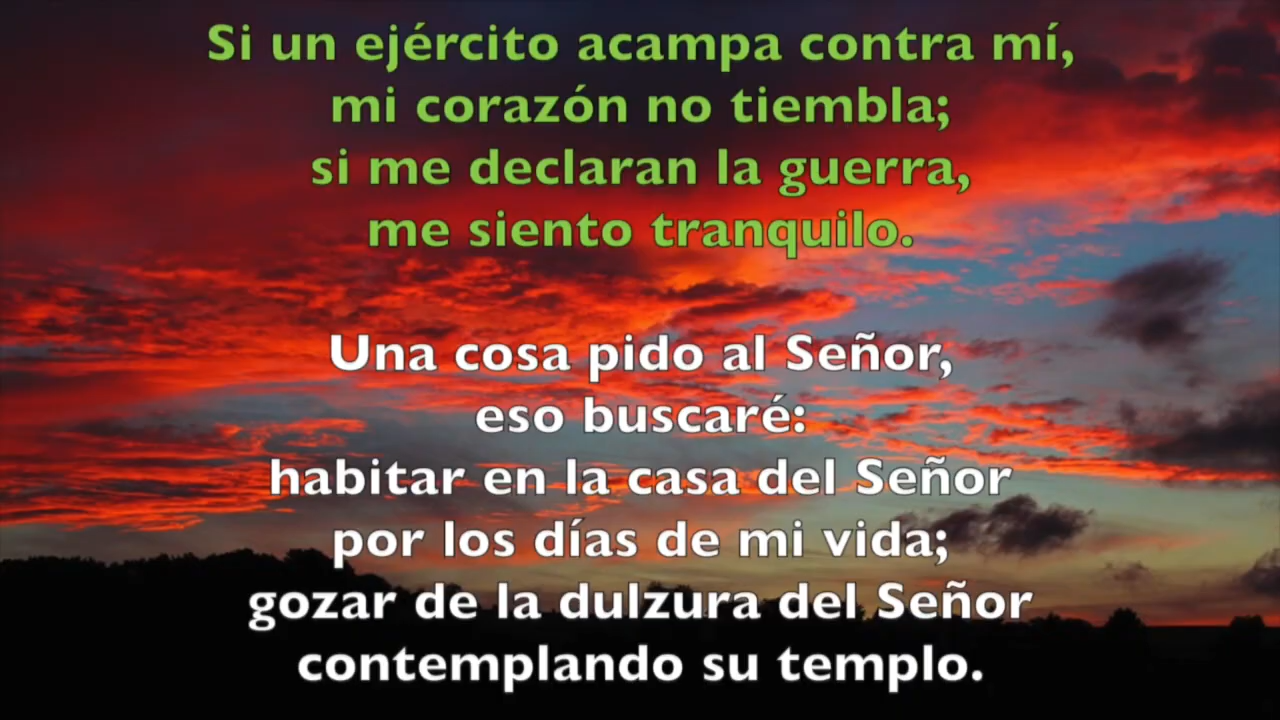 Si un ejército acampa contra mí,
mi corazón no tiembla;
si me declaran la guerra,
me siento tranquilo.
Una cosa pido al Señor,
eso buscaré:
habitar en la casa del Señor
por los días de mi vida;
gozar de la dulzura del Señor
contemplando su templo.